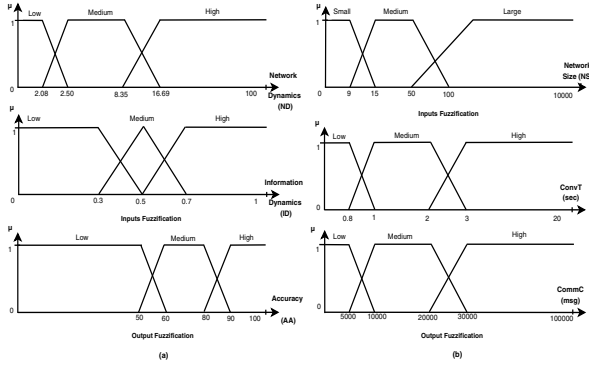 μ
Low Medium High
1
Network
Dynamics
(ND)
0 2.08 2.50 8.35 16.69 100
μ
Low Medium High
1
Information
Dynamics
(ID)
0 0.3 0.5 0.7 1
Inputs Fuzzification
μ
Low Medium High
1
Accuracy
(AA)
0 50 60 80 90 100
Output Fuzzification
(a)
μ
Small Medium Large
1
Network
Size (NS
0 9 15 50 100 10000
Inputs Fuzzification
μ
Low Medium High
1
ConvT
(sec)
0 0.8 1 2 3 20
μ
Low Medium High
1
CommC
(msg)
0 5000 10000 20000 30000 100000
Output Fuzzification
(b)